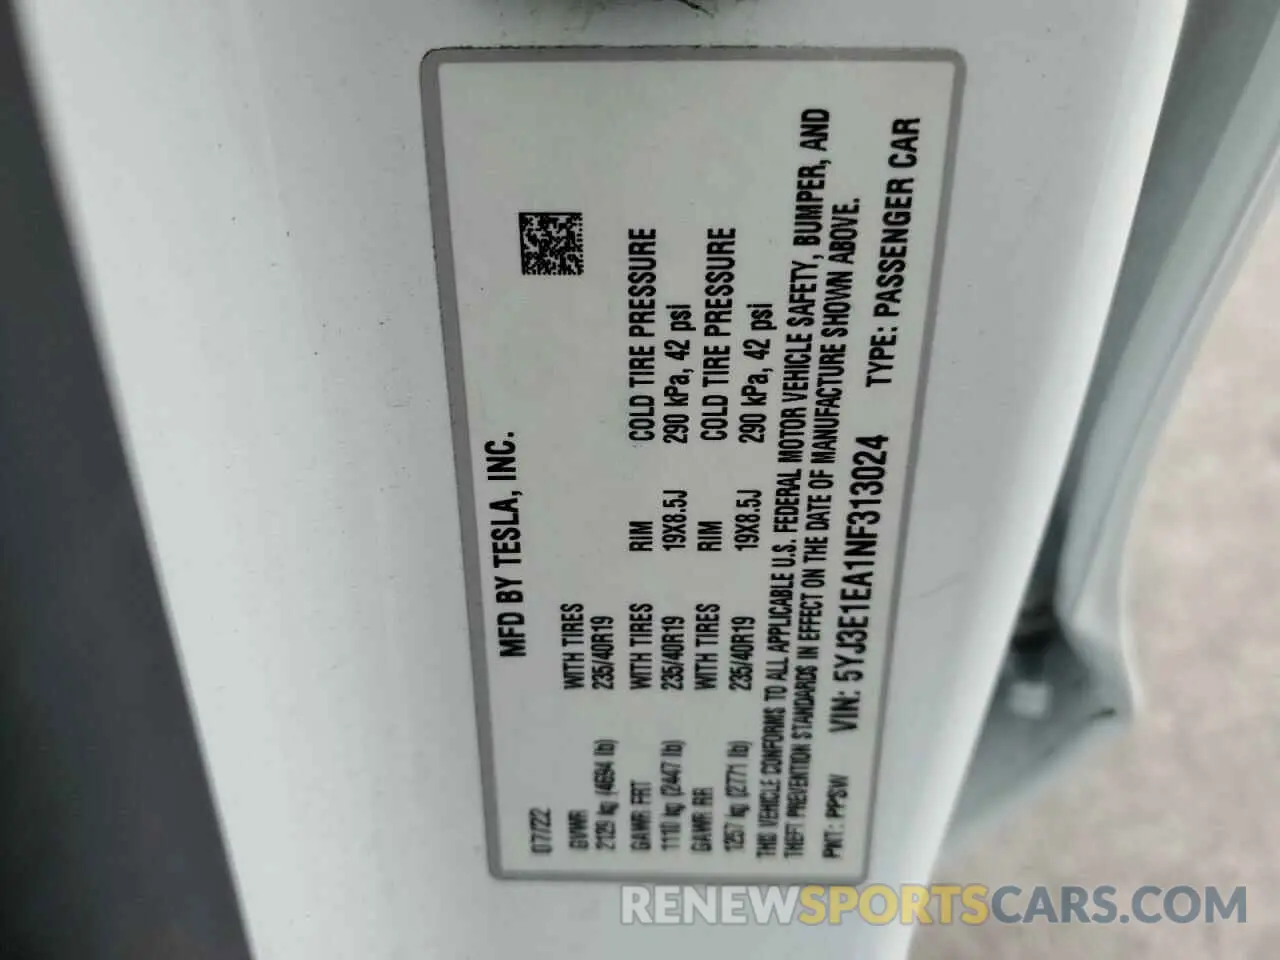 MFD BY TESLA, INC.
07/22
GVWR WITH TIRES
2129 kg (4694 lb) 235/40R19
GAWR FRT WITH TIRES RIM COLD TIRE PRESSURE
1110 kg (2447 lb) 235/40R19 19X8.5J 290 kPa, 42 psi
GAWR RR WITH TIRES RIM COLD TIRE PRESSURE
1257 kg (2771 lb) 235/40R19 19X8.5J 290 kPa, 42 psi
THIS VEHICLE CONFORMS TO ALL APPLICABLE U.S. FEDERAL MOTOR VEHICLE SAFETY, BUMPER, AND
THEFT PREVENTION STANDARDS IN EFFECT ON THE DATE OF MANUFACTURE SHOWN ABOVE.
PNT: PPSW VIN: 5YJ3E1EA1NF313024 TYPE: PASSENGER CAR
RENEWSPORTSCARS.COM